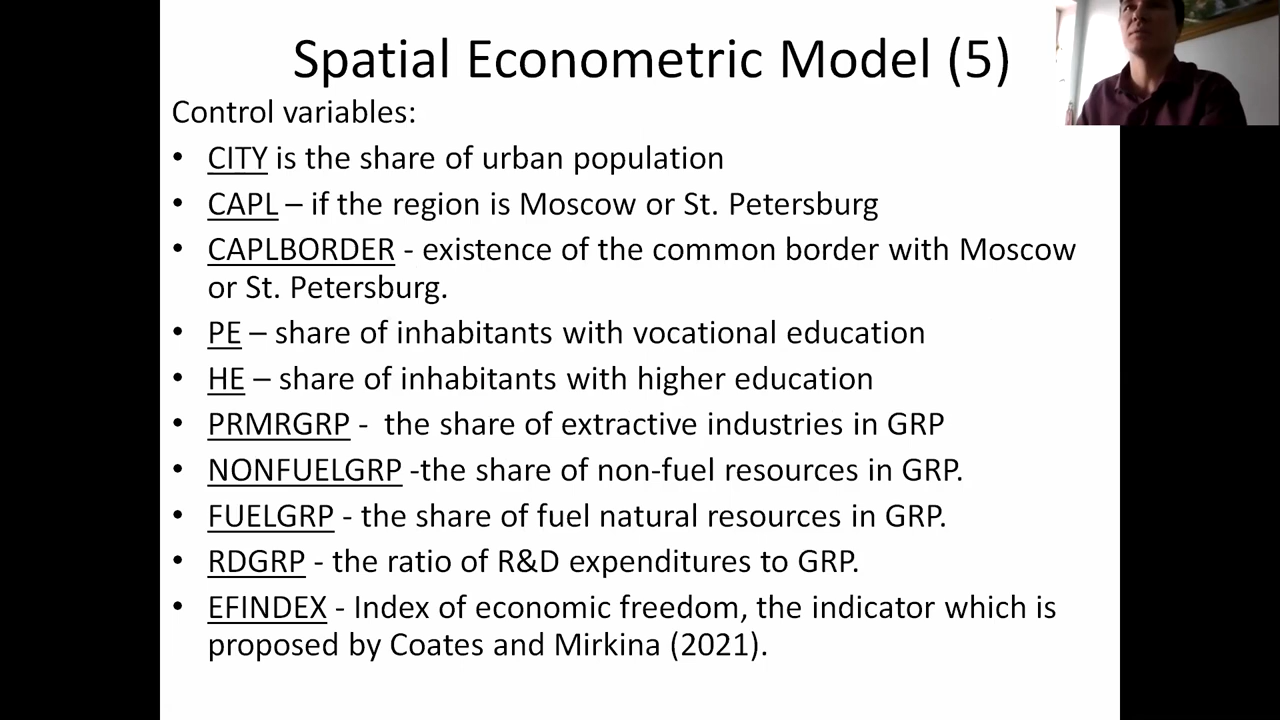 Spatial Econometric Model (5)
Control variables:
• CITY is the share of urban population
• CAPL – if the region is Moscow or St. Petersburg
• CAPLBORDER - existence of the common border with Moscow
or St. Petersburg.
• PE – share of inhabitants with vocational education
• HE – share of inhabitants with higher education
• PRMRGRP -  the share of extractive industries in GRP
• NONFUELGRP -the share of non-fuel resources in GRP.
• FUELGRP - the share of fuel natural resources in GRP.
• RDGRP - the ratio of R&D expenditures to GRP.
• EFINDEX - Index of economic freedom, the indicator which is
proposed by Coates and Mirkina (2021).